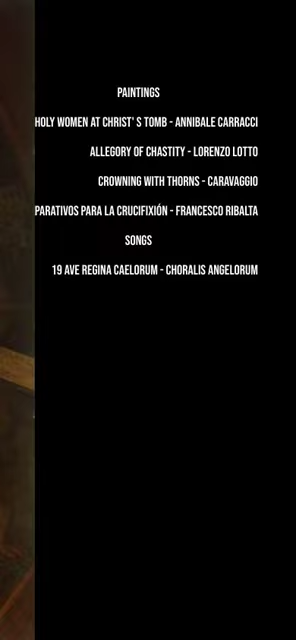 PAINTINGS
HOLY WOMEN AT CHRIST' S TOMB - ANNIBALE CARRACCI
ALLEGORY OF CHASTITY - LORENZO LOTTO
CROWNING WITH THORNS - CARAVAGGIO
PARATIVOS PARA LA CRUCIFIXIÓN - FRANCESCO RIBALTA
SONGS
19 AVE REGINA CAELORUM - CHORALIS ANGELORUM